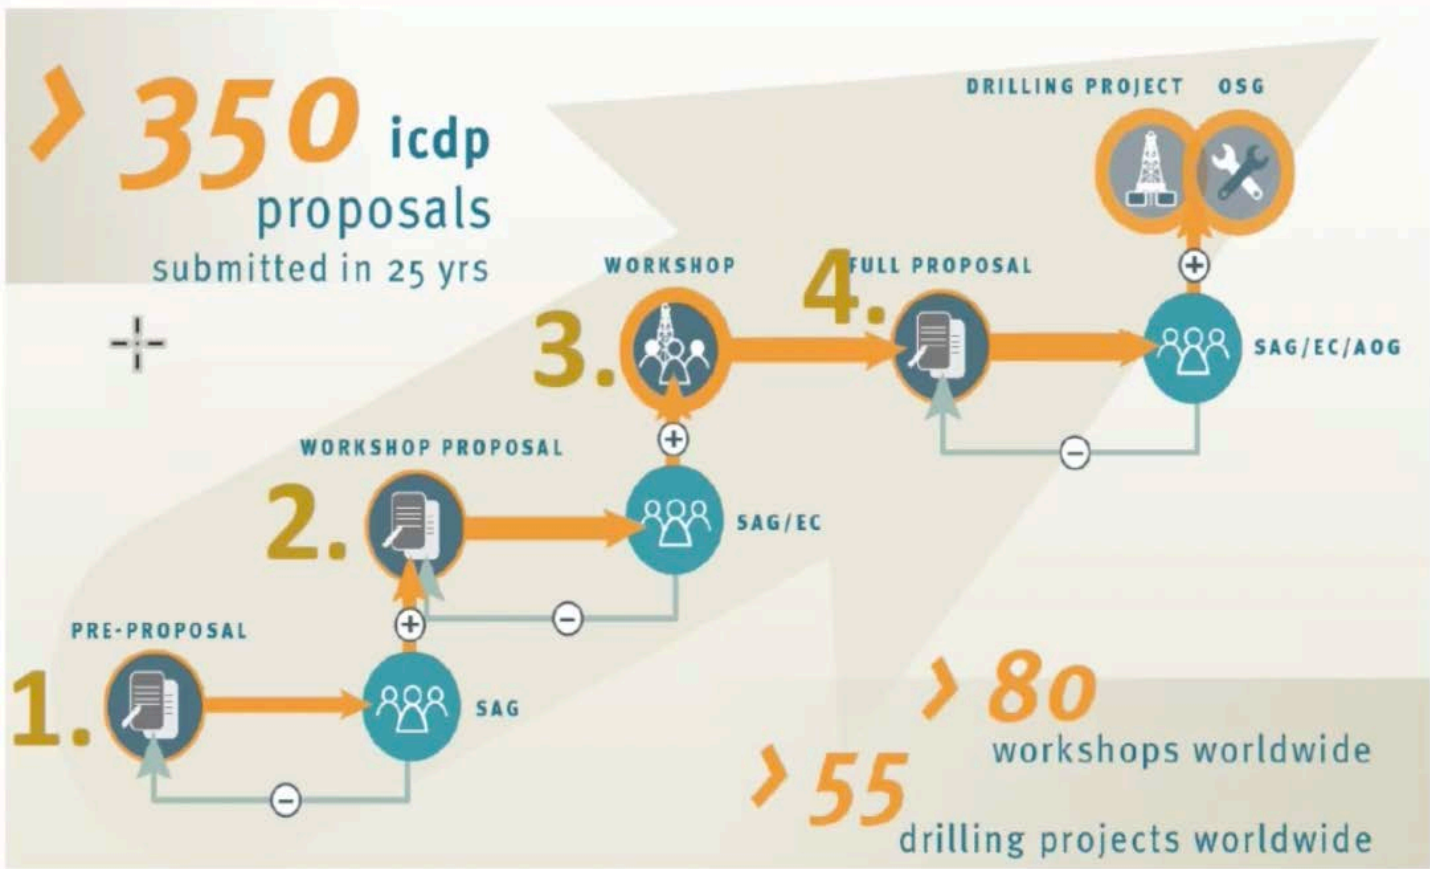 > 350 icdp
proposals
submitted in 25 yrs
DRILLING PROJECT OSG
WORKSHOP
3.
4.
FULL PROPOSAL
+
SAG/EC/AOG
WORKSHOP PROPOSAL
2.
+
−
SAG/EC
PRE-PROPOSAL
1.
+
−
SAG
−
> 80
workshops worldwide
> 55
drilling projects worldwide